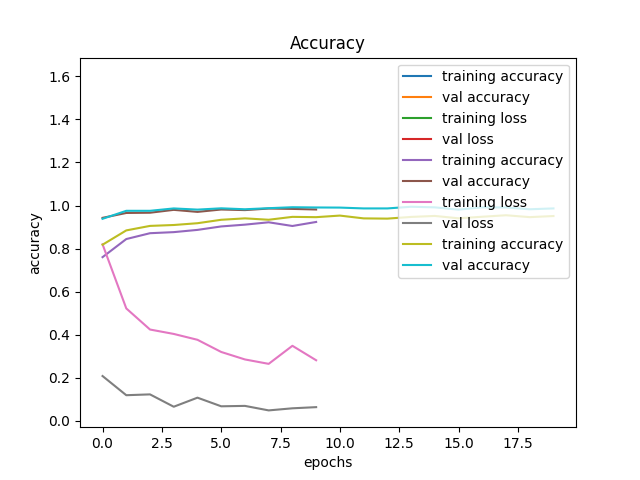 Accuracy
1.6
1.4
1.2
1.0
0.8
0.6
0.4
0.2
0.0
accuracy
training accuracy
val accuracy
training loss
val loss
training accuracy
val accuracy
training loss
val loss
training accuracy
val accuracy
0.0 2.5 5.0 7.5 10.0 12.5 15.0 17.5
epochs